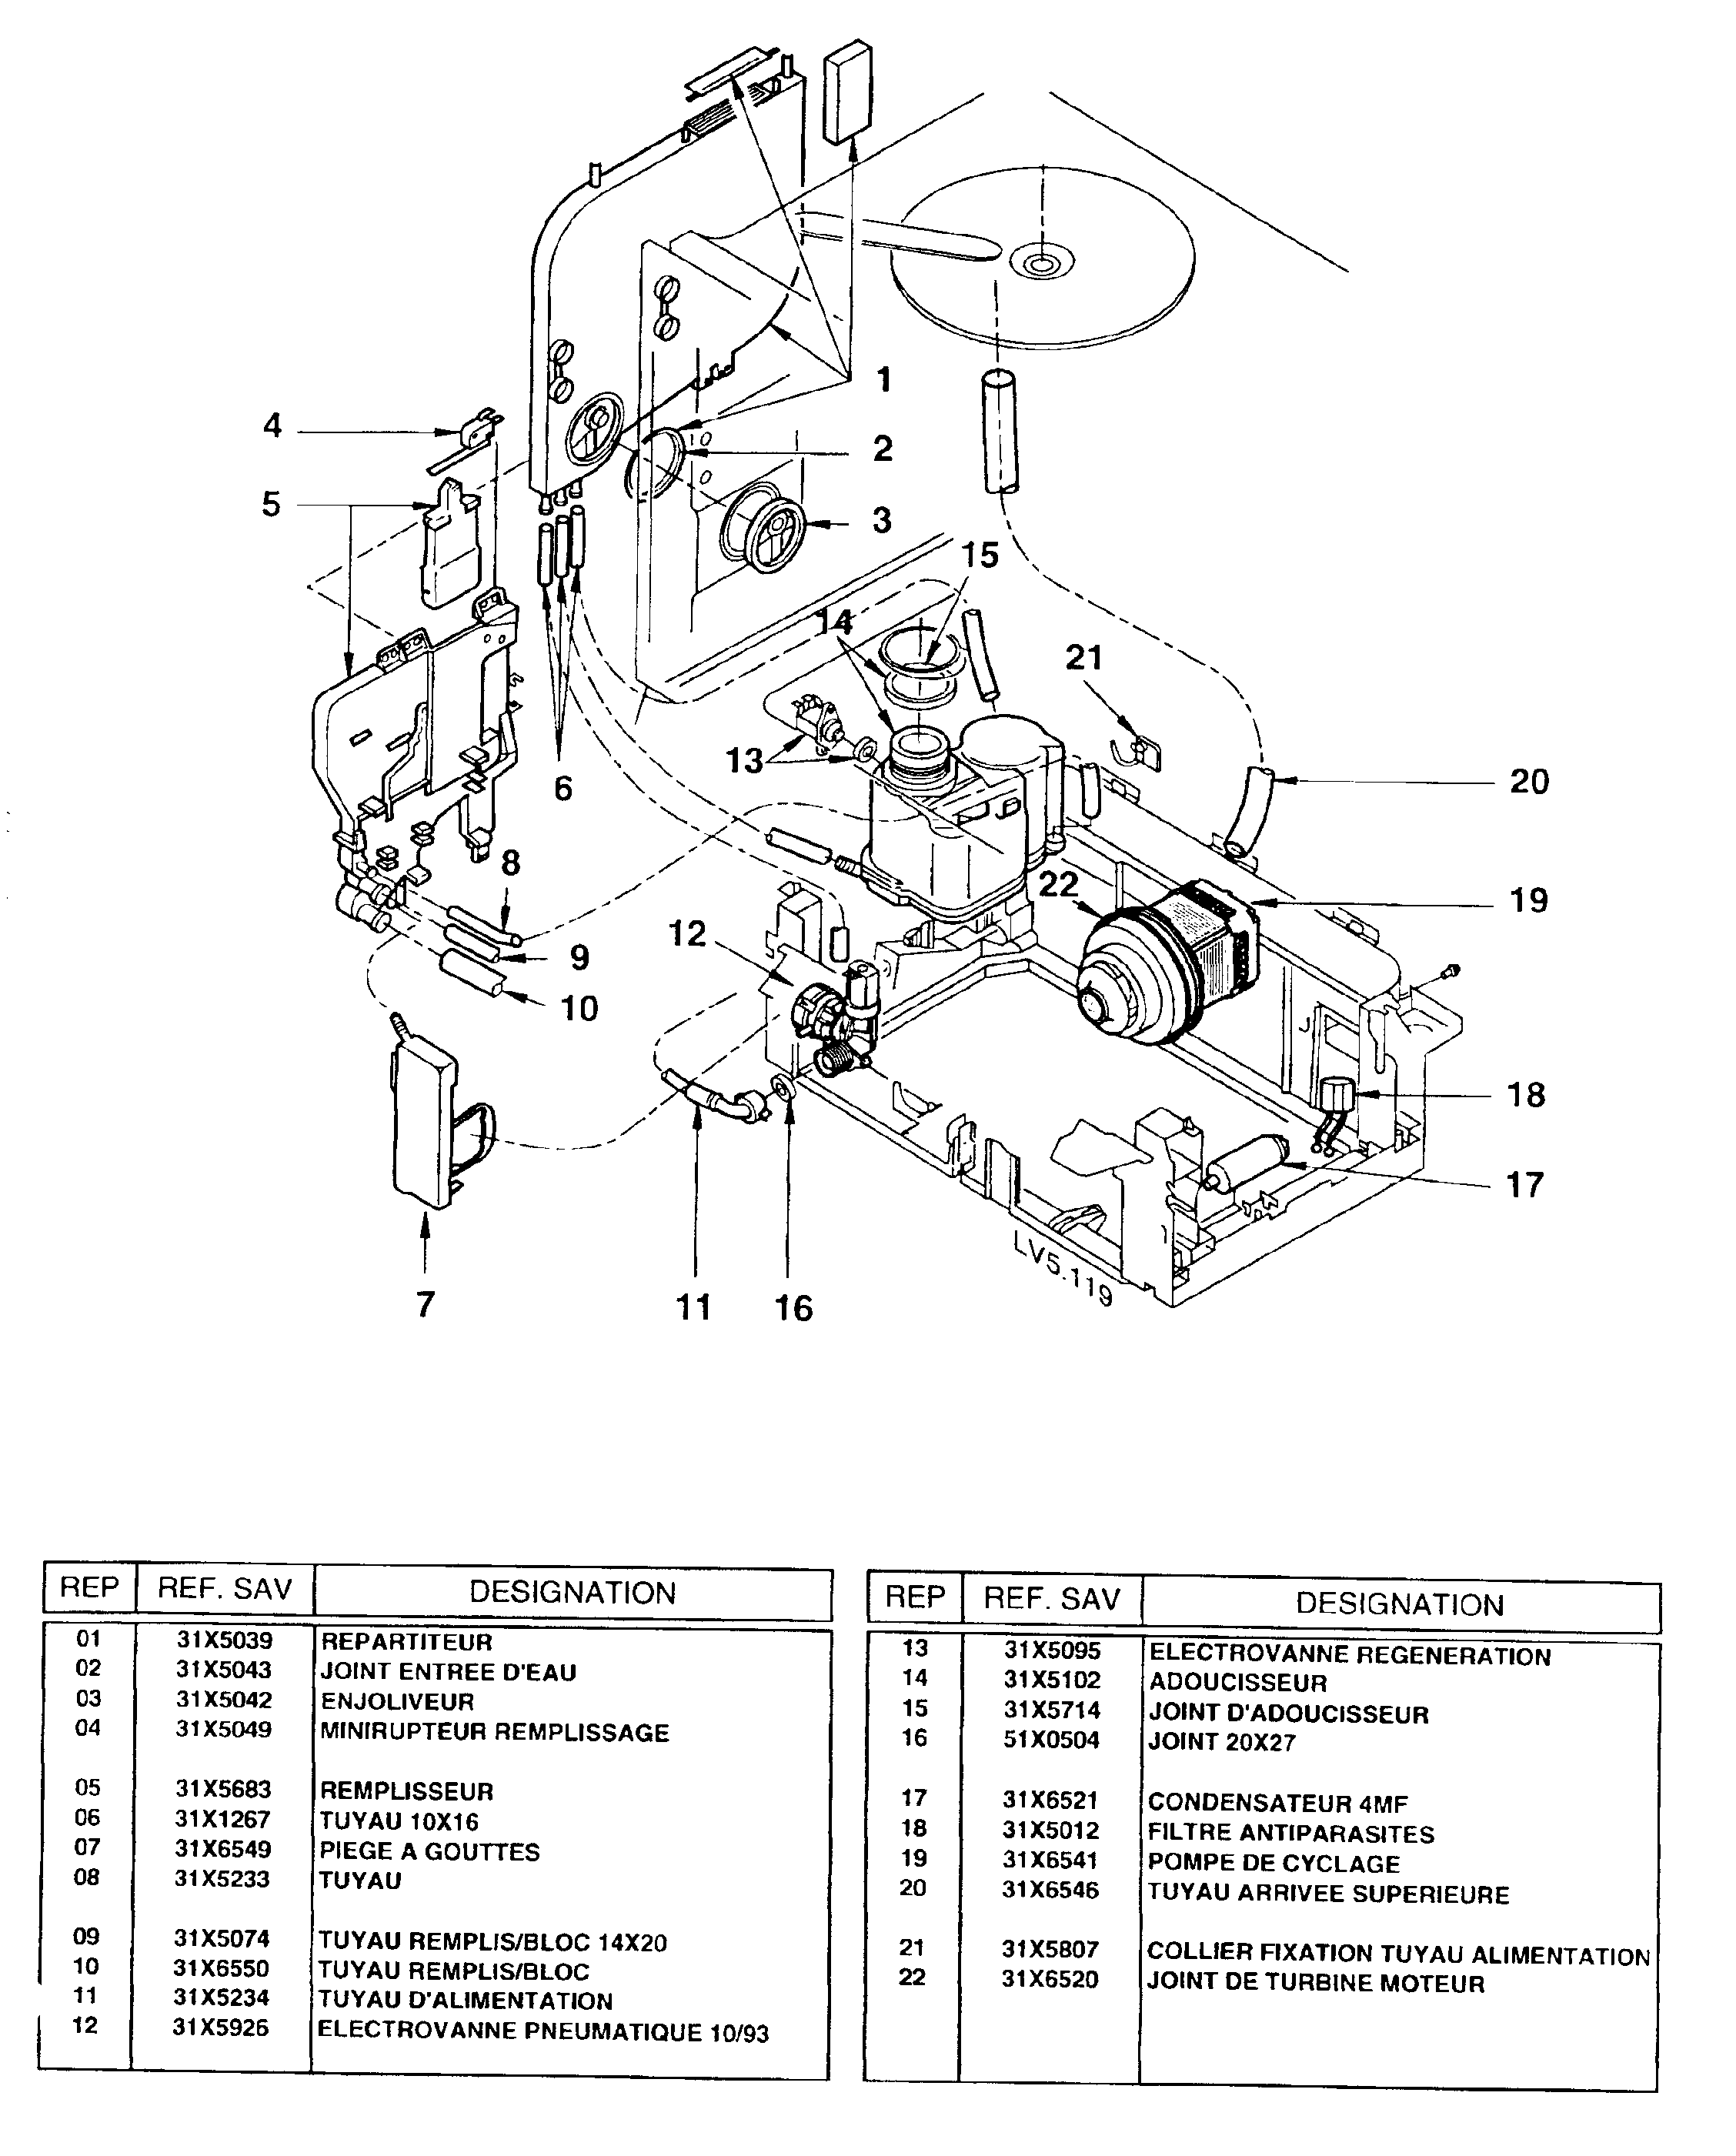 1
4
2
5
3
15
14
21
13
6
20
8
22
19
12
9
10
18
11
17
LV5.119
7
11
16
REP REF. SAV DESIGNATION
01 31X5039 REPARTITEUR
02 31X5043 JOINT ENTREE D'EAU
03 31X5042 ENJOLIVEUR
04 31X5049 MINIRUPTEUR REMPLISSAGE
05 31X5683 REMPLISSEUR
06 31X1267 TUYAU 10X16
07 31X6549 PIEGE A GOUTTES
08 31X5233 TUYAU
09 31X5074 TUYAU REMPLIS/BLOC 14X20
10 31X6550 TUYAU REMPLIS/BLOC
11 31X5234 TUYAU D'ALIMENTATION
12 31X5926 ELECTROVANNE PNEUMATIQUE 10/93
REP REF. SAV DESIGNATION
13 31X5095 ELECTROVANNE REGENERATION
14 31X5102 ADOUCISSEUR
15 31X5714 JOINT D'ADOUCISSEUR
16 51X0504 JOINT 20X27
17 31X6521 CONDENSATEUR 4MF
18 31X5012 FILTRE ANTIPARASITES
19 31X6541 POMPE DE CYCLAGE
20 31X6546 TUYAU ARRIVEE SUPERIEURE
21 31X5807 COLLIER FIXATION TUYAU ALIMENTATION
22 31X6520 JOINT DE TURBINE MOTEUR